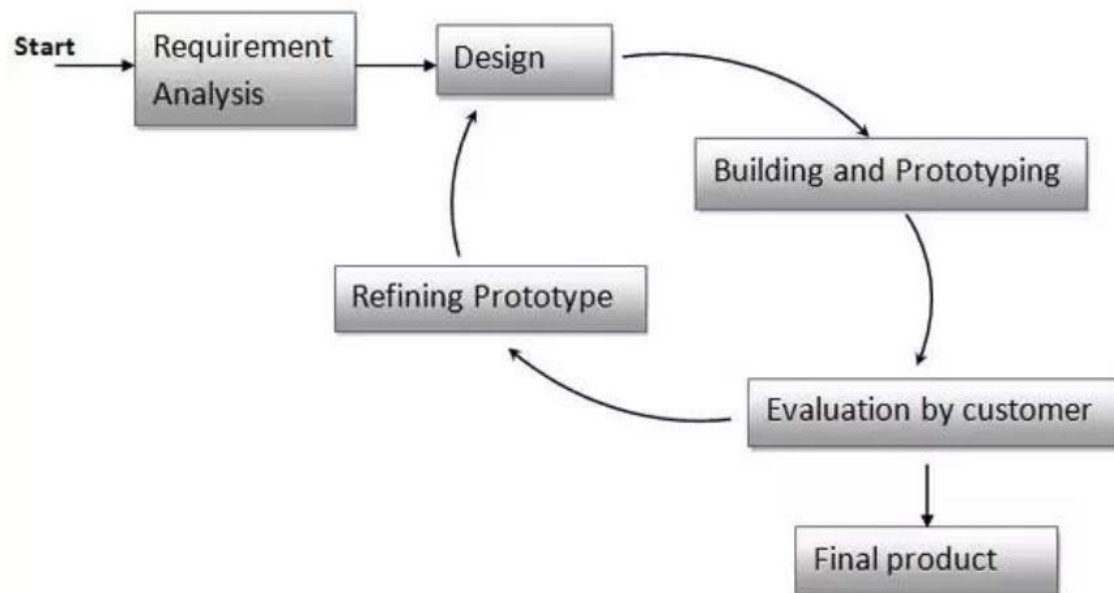 Start
Requirement
Analysis
Design
Building and Prototyping
Refining Prototype
Evaluation by customer
Final product